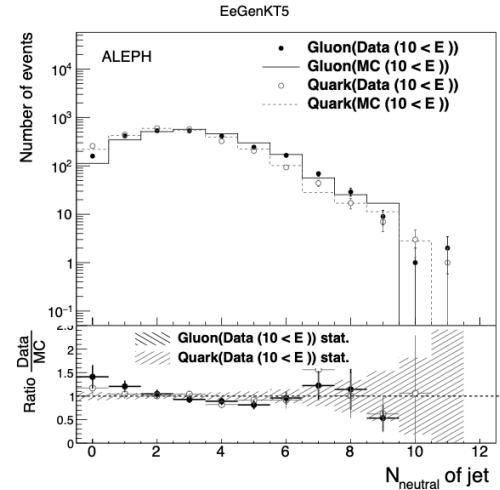 EeGenKT5
ALEPH
Gluon(Data (10 < E ))
Gluon(MC (10 < E ))
Quark(Data (10 < E ))
Quark(MC (10 < E ))
Number of events
10⁴
10³
10²
10
1
10⁻¹
Gluon(Data (10 < E )) stat.
Quark(Data (10 < E )) stat.
Ratio Data
MC
2.5
2
1.5
1
0.5
0
0 2 4 6 8 10 12
N_neutral of jet